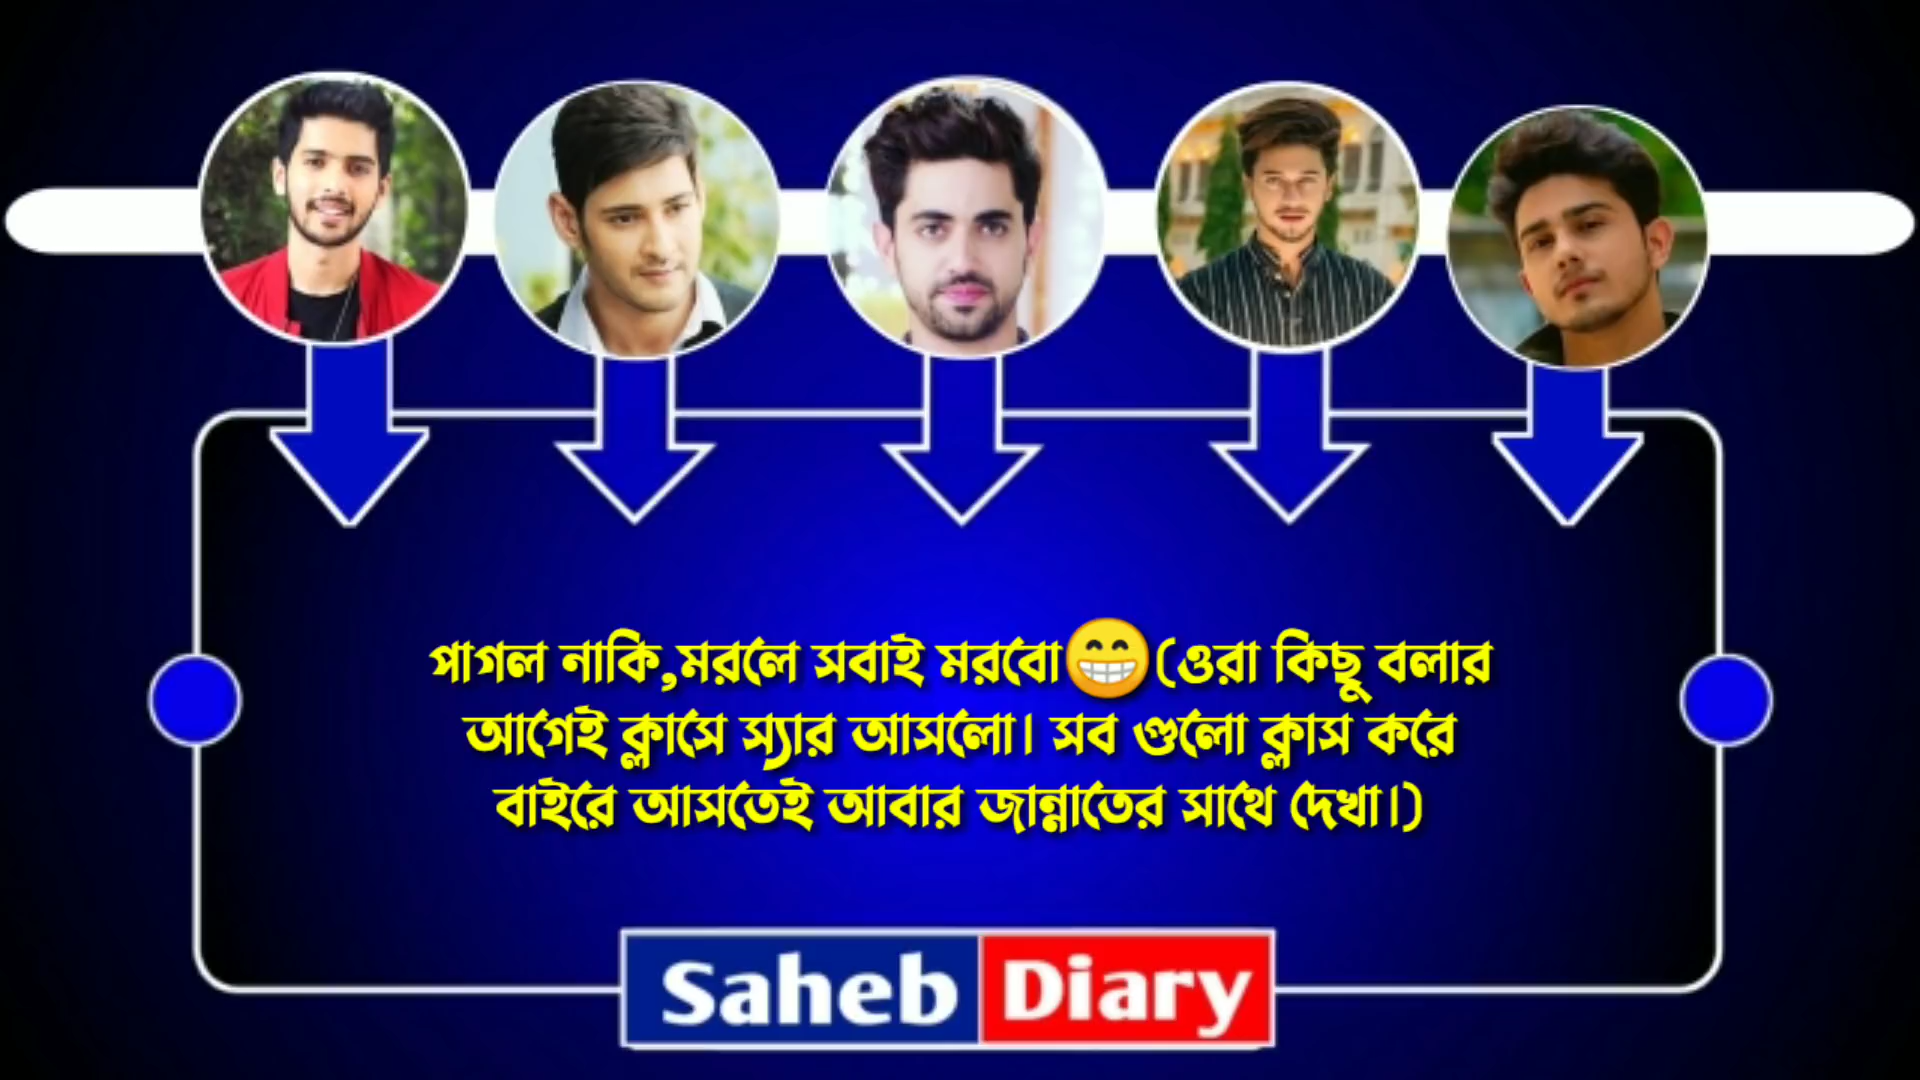 পাগল নাকি,মরলে সবাই মরবো😁(ওরা কিছু বলার
আগেই ক্লাসে স্যার আসলো। সব গুলো ক্লাস করে
বাইরে আসতেই আবার জান্নাতের সাথে দেখা।)
Saheb Diary